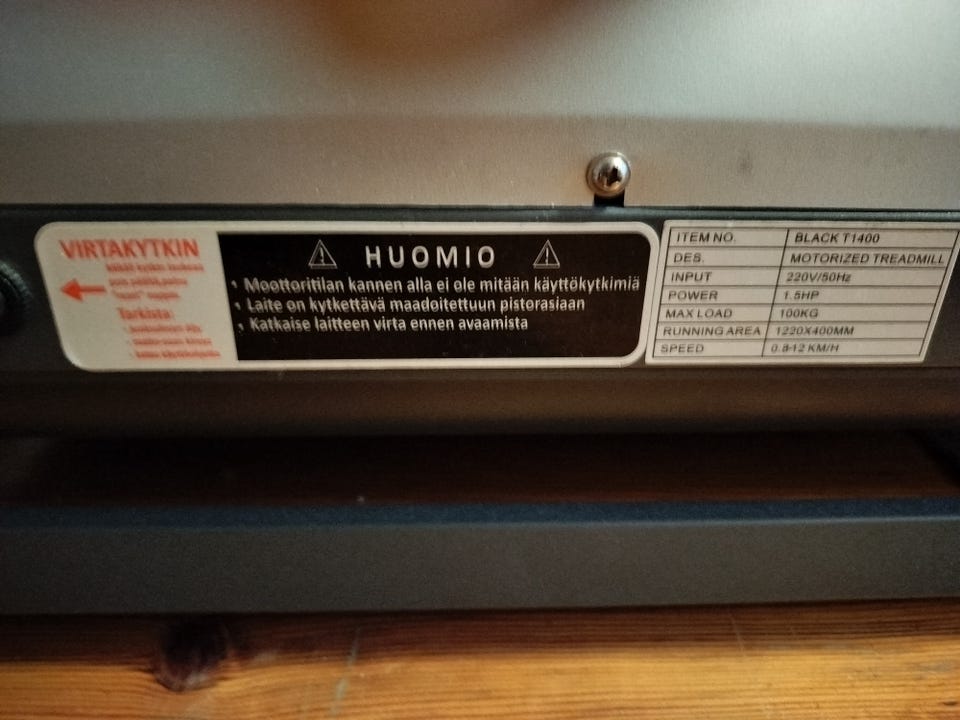 VIRTAKYTKIN
Tarkista:
HUOMIO
• Moottoritilan kannen alla ei ole mitään käyttökytkimiä
• Laite on kytkettävä maadoitettuun pistorasiaan
• Katkaise laitteen virta ennen avaamista
ITEM NO. BLACK T1400
DES. MOTORIZED TREADMILL
INPUT 220V/50Hz
POWER 1.5HP
MAX LOAD 100KG
RUNNING AREA 1220X400MM
SPEED 0.8-12 KM/H